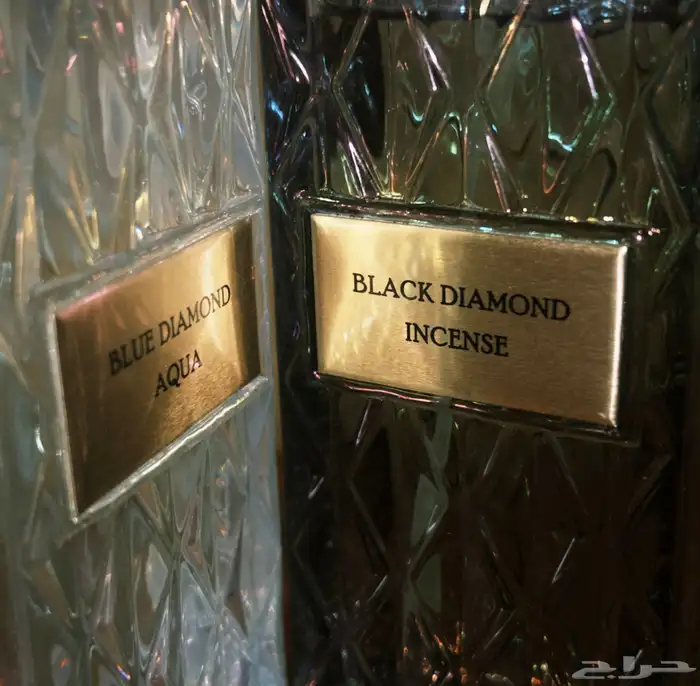 BLUE DIAMOND
AQUA
BLACK DIAMOND
INCENSE
حراج